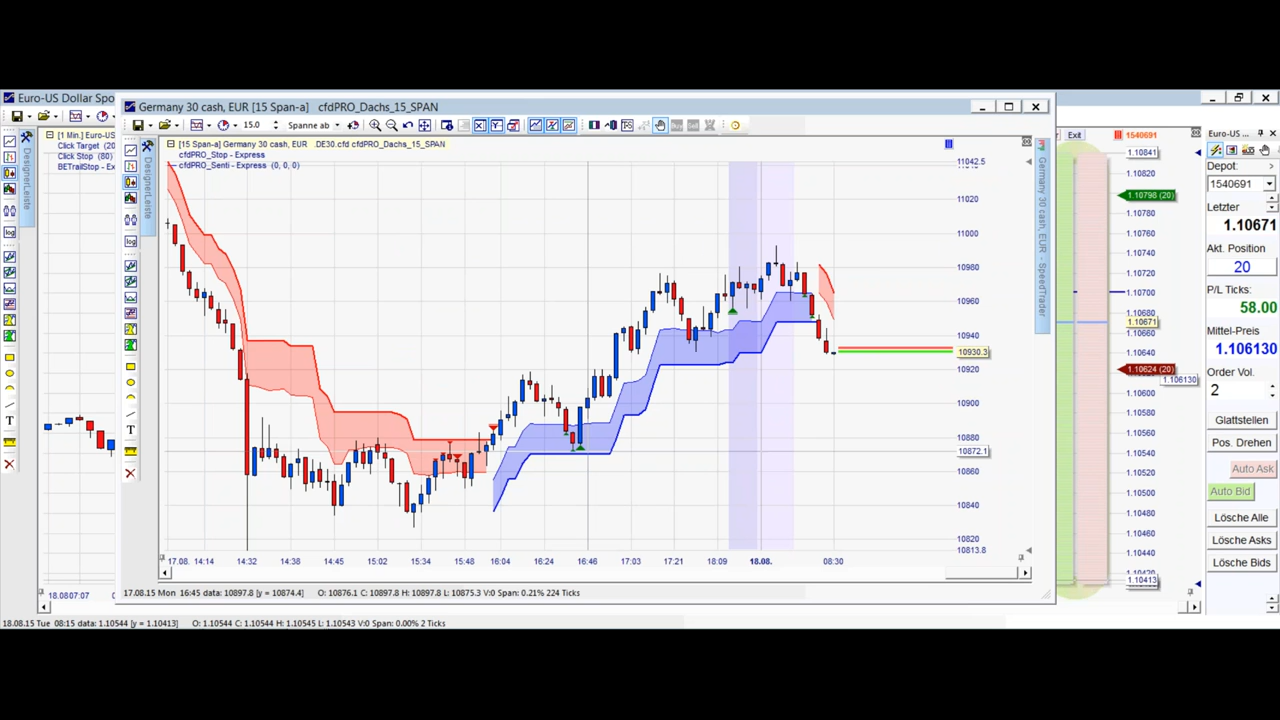 Euro-US Dollar Spo
Germany 30 cash, EUR [15 Span-a] cfdPRO_Dachs_15_SPAN
15.0
Spanne ab
[1 Min.] Euro-US
Click Target (20)
Click Stop (80)
BETrailStop - Ex
DesignerLeiste
DesignerLeiste
log
log
T
T
[15 Span-a] Germany 30 cash, EUR .DE30.cfd cfdPRO_Dachs_15_SPAN
cfdPRO_Stop - Express
cfdPRO_Senti - Express (0, 0, 0)
11042.5
11020
11000
10980
10960
10940
10930.3
10920
10900
10880
10872.1
10860
10840
10820
10813.8
17.08. 14:14 14:32 14:38 14:45 15:02 15:34 16:04 16:24 16:46 17:03 17:21 18:09 18.08. 08:30
17.08.15 Mon 16:45 data: 10897.8 [y = 10874.4] O: 10876.1 C: 10897.8 H: 10897.8 L: 10875.3 V:0 Span: 0.21% 224 Ticks
Germany 30 cash, EUR - SpeedTrader
18.08 07:07
18.08.15 Tue 08:15 data: 1.10544 [y = 1.10413] O: 1.10544 C: 1.10544 H: 1.10545 L: 1.10543 V:0 Span: 0.00% 2 Ticks
Exit
1540691
1.10841
1.10820
1.10798 (20)
1.10780
1.10760
1.10740
1.10720
1.10700
1.10680
1.10671
1.10660
1.10640
1.10624 (20)
1.106130
1.10600
1.10580
1.10560
1.10540
1.10520
1.10500
1.10480
1.10460
1.10440
1.10420
1.10413
Euro-US
Depot:
1540691
Letzter
1.10671
Akt. Position
20
P/L Ticks:
58.00
Mittel-Preis
1.106130
Order Vol.
2
Glattstellen
Pos. Drehen
Auto Ask
Auto Bid
Lösche Alle
Lösche Asks
Lösche Bids